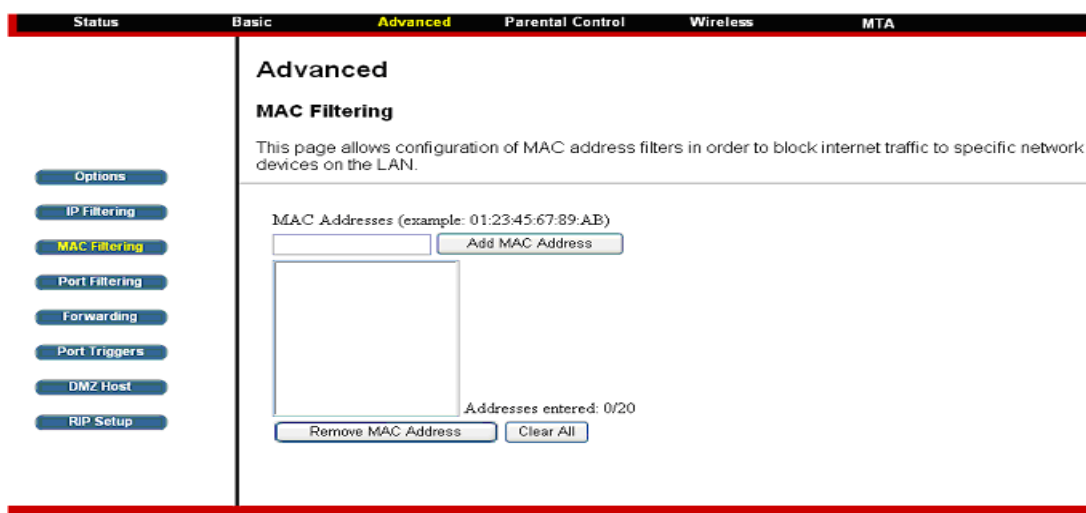 Status Basic Advanced Parental Control Wireless MTA
Advanced
MAC Filtering
This page allows configuration of MAC address filters in order to block internet traffic to specific network
devices on the LAN.
Options
IP Filtering
MAC Filtering
Port Filtering
Forwarding
Port Triggers
DMZ Host
RIP Setup
MAC Addresses (example: 01:23:45:67:89:AB)
Add MAC Address
Addresses entered: 0/20
Remove MAC Address Clear All